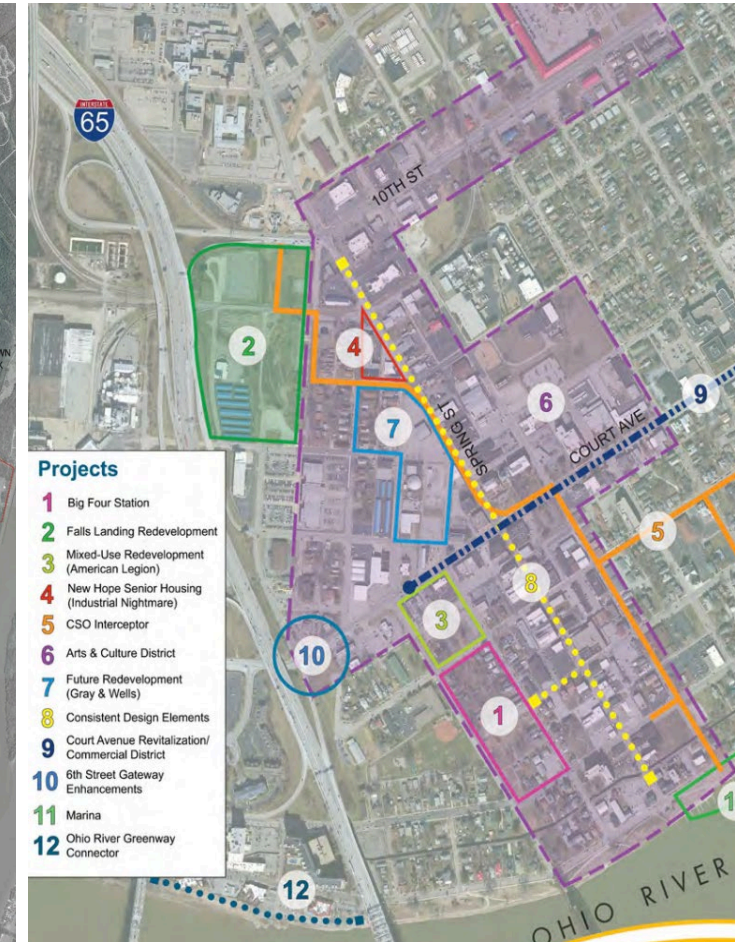 INTERSTATE
65
10TH ST
2
4
7
6
9
SPRING ST
COURT AVE
5
8
3
10
1
12
OHIO RIVER
Projects
1 Big Four Station
2 Falls Landing Redevelopment
3 Mixed-Use Redevelopment
(American Legion)
4 New Hope Senior Housing
(Industrial Nightmare)
5 CSO Interceptor
6 Arts & Culture District
7 Future Redevelopment
(Gray & Wells)
8 Consistent Design Elements
9 Court Avenue Revitalization/
Commercial District
10 6th Street Gateway
Enhancements
11 Marina
12 Ohio River Greenway
Connector